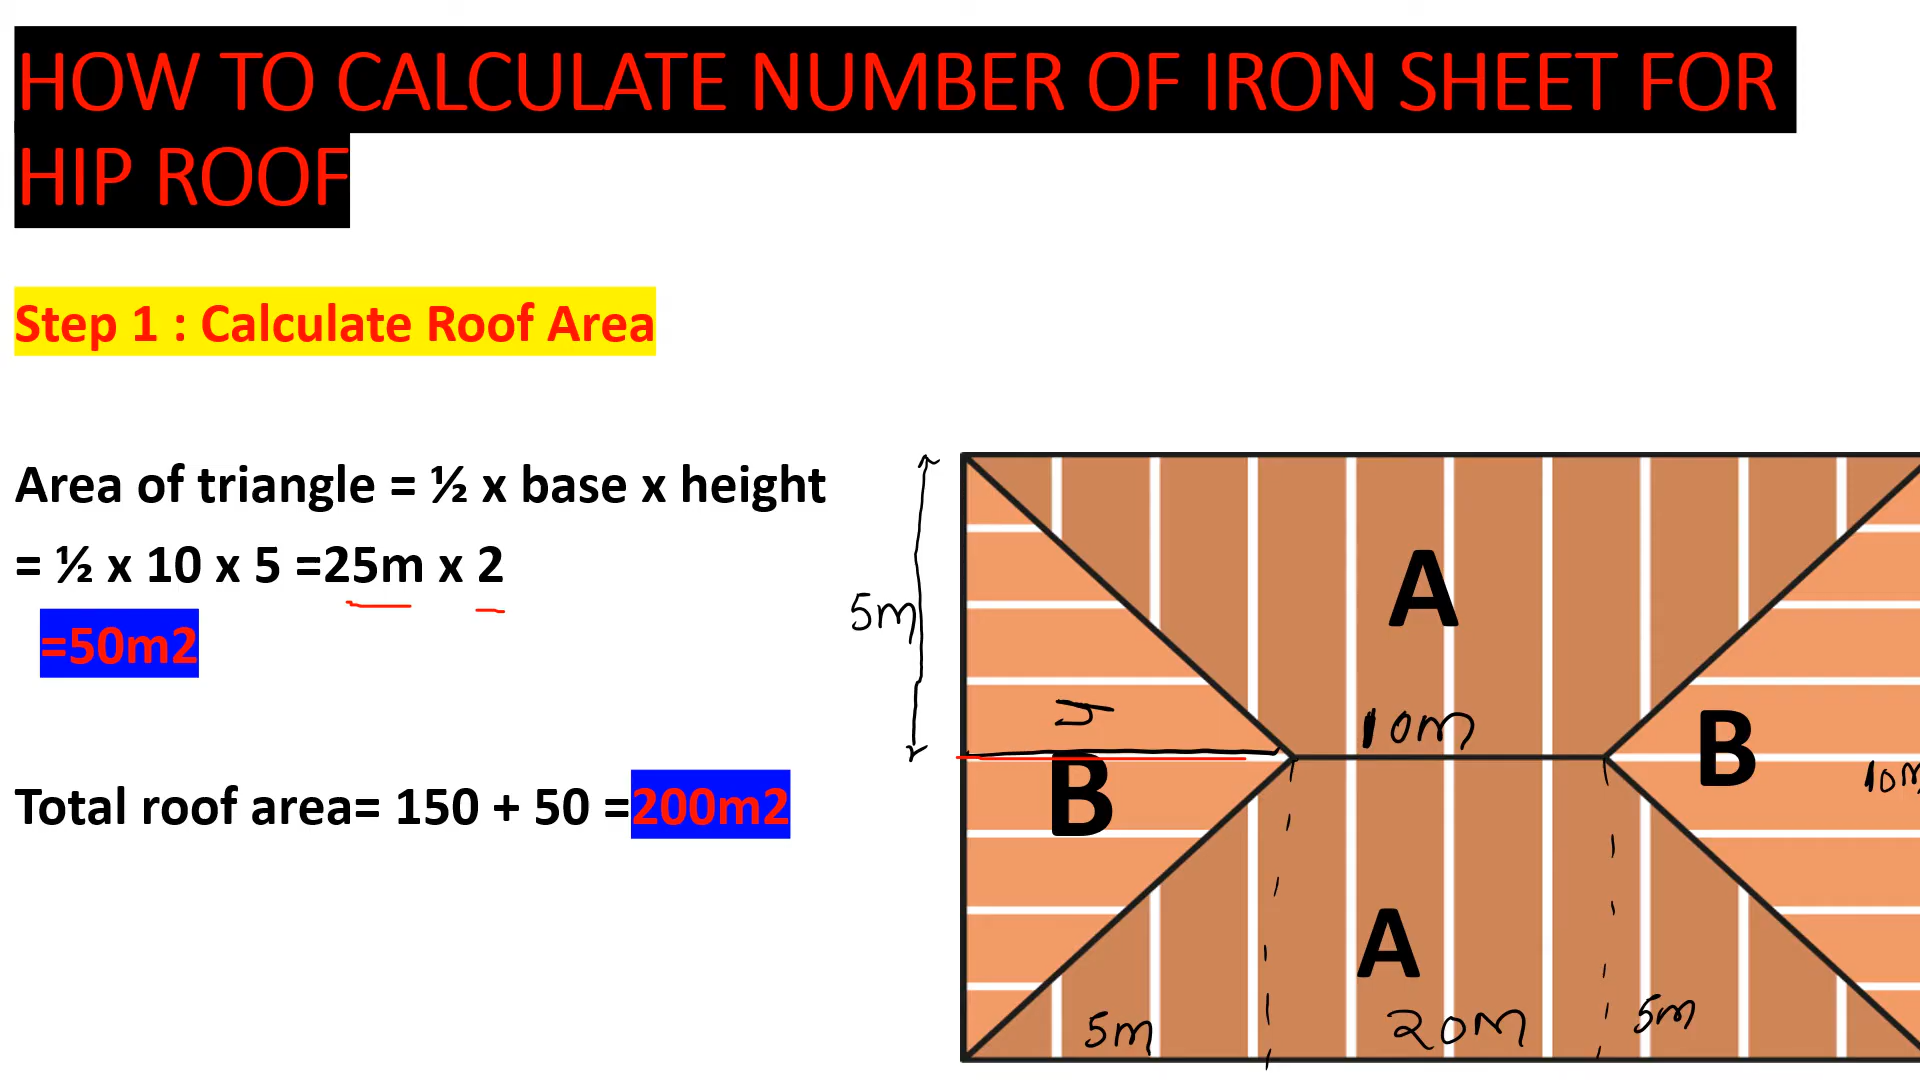 HOW TO CALCULATE NUMBER OF IRON SHEET FOR
HIP ROOF
Step 1 : Calculate Roof Area
Area of triangle = ½ x base x height
= ½ x 10 x 5 =25m x 2
=50m2
Total roof area= 150 + 50 =200m2
A
5m
10m
B
B
10m
A
5m
20m
5m